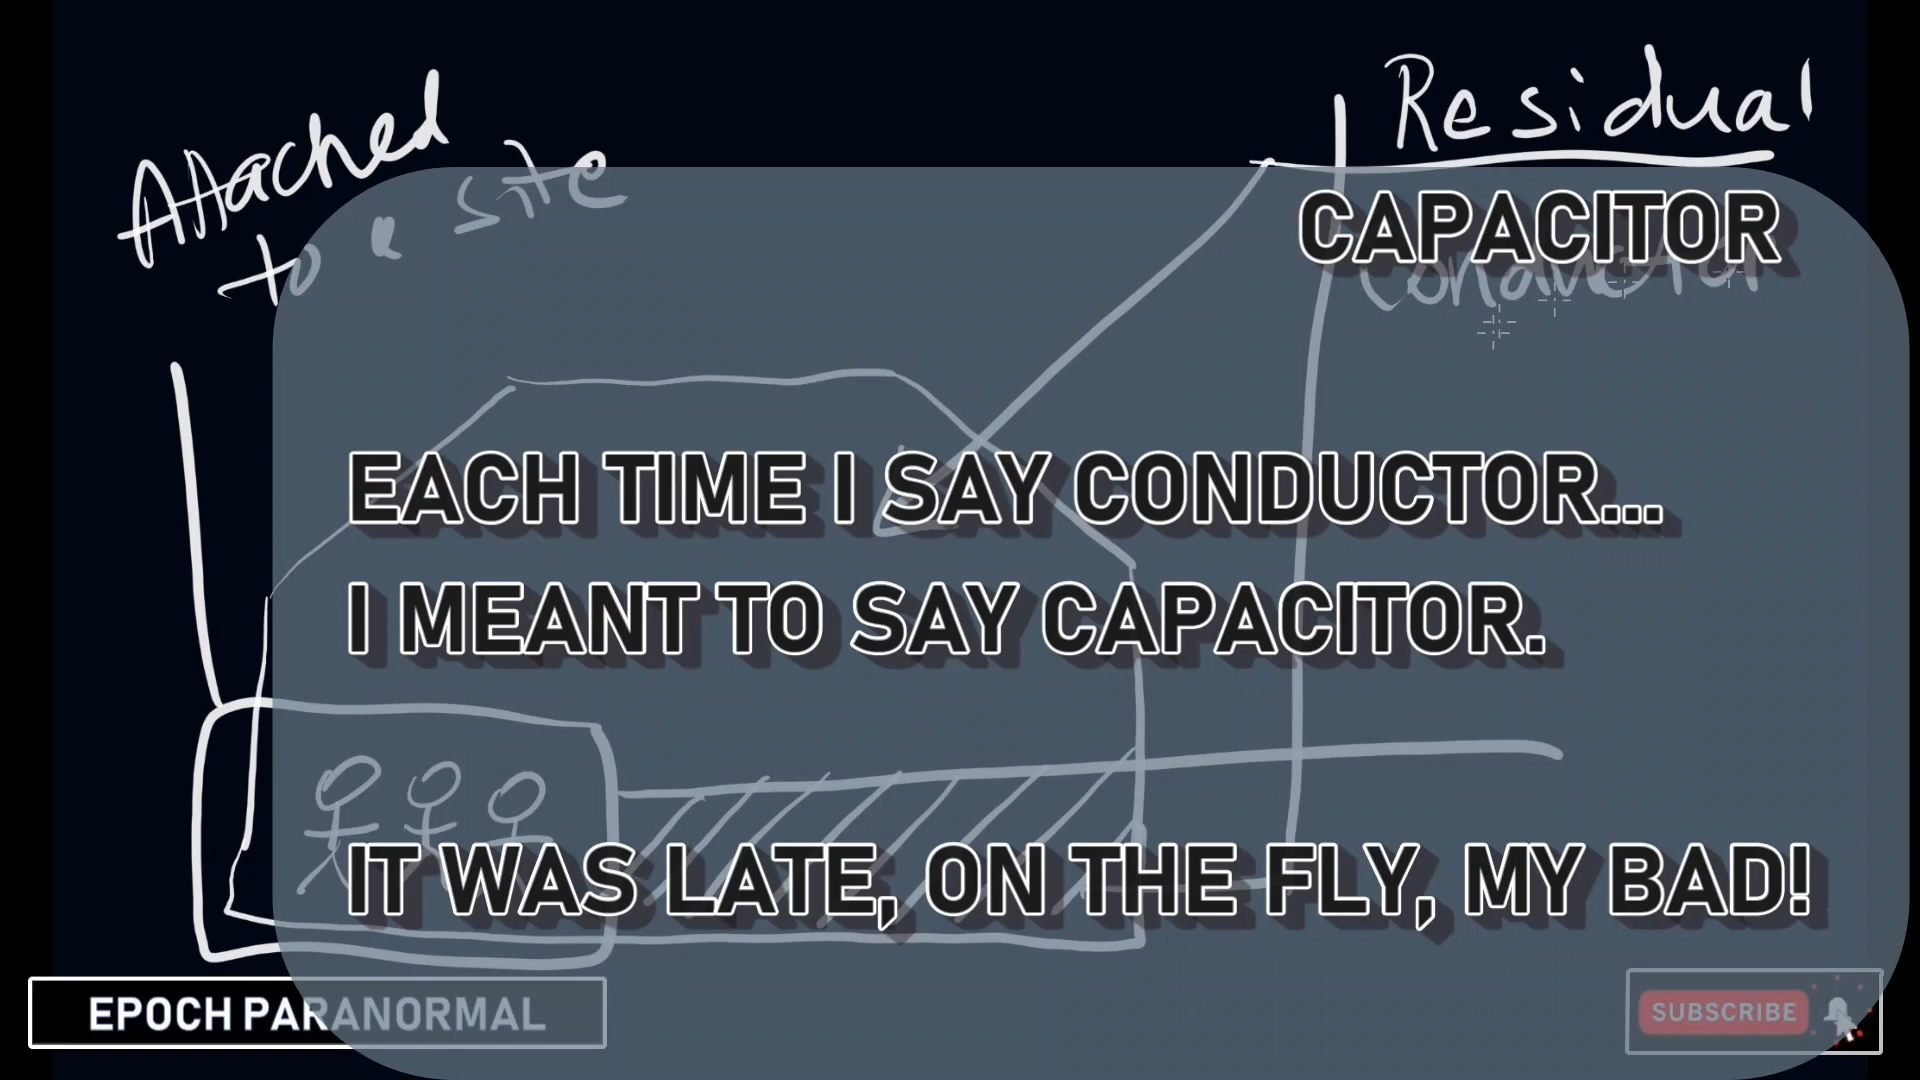 Attached
to a site
Residual
CAPACITOR
Conductor
EACH TIME I SAY CONDUCTOR...
I MEANT TO SAY CAPACITOR.
IT WAS LATE, ON THE FLY, MY BAD!
EPOCH PARANORMAL
SUBSCRIBE